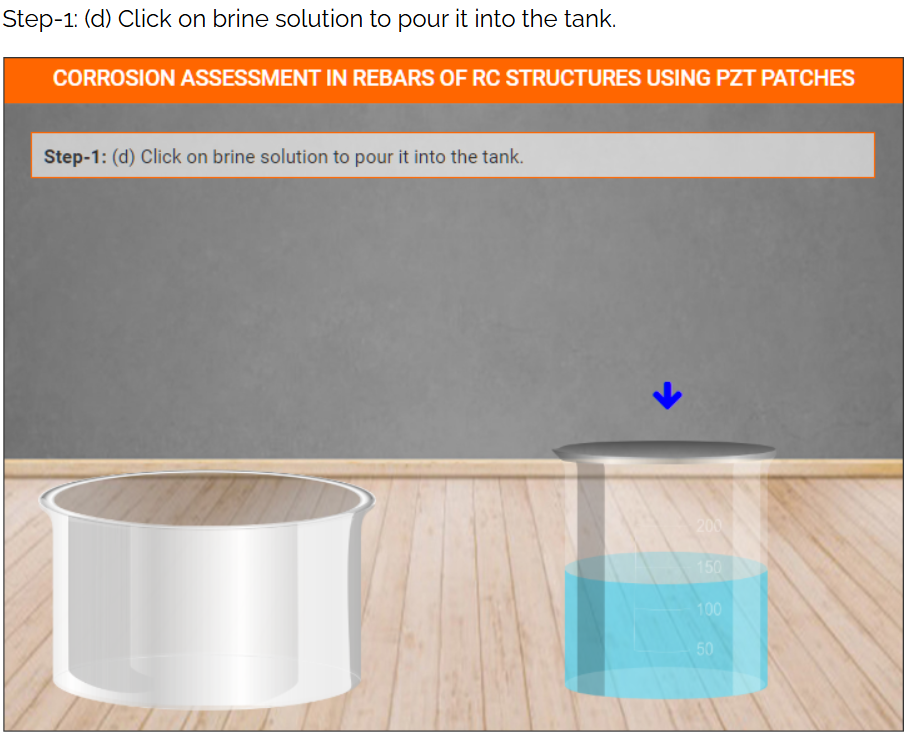 Step-1: (d) Click on brine solution to pour it into the tank.
CORROSION ASSESSMENT IN REBARS OF RC STRUCTURES USING PZT PATCHES
Step-1: (d) Click on brine solution to pour it into the tank.
200
150
100
50